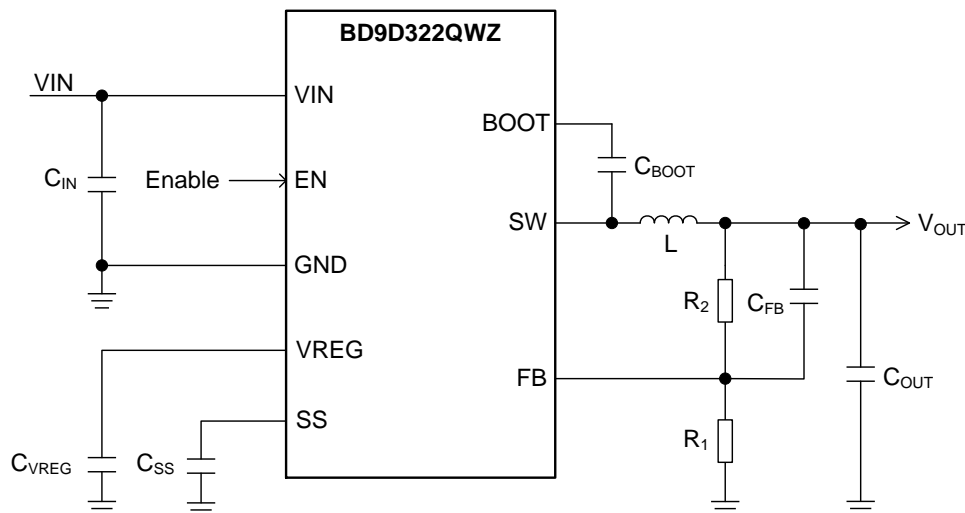 BD9D322QWZ
VIN
VIN
BOOT
C_BOOT
C_IN
Enable
EN
SW
L
V_OUT
GND
R_2
C_FB
VREG
FB
C_OUT
SS
R_1
C_VREG
C_SS